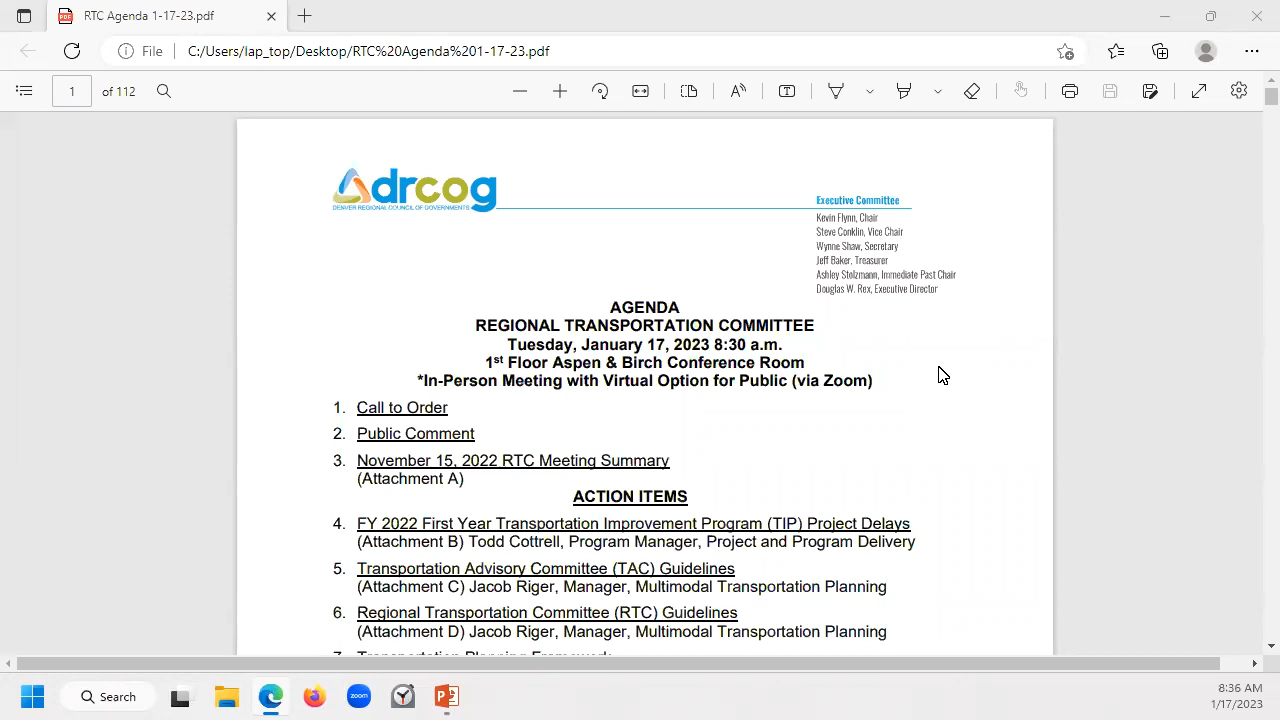 RTC Agenda 1-17-23.pdf
File
C:/Users/lap_top/Desktop/RTC%20Agenda%201-17-23.pdf
1 of 112
drcog
DENVER REGIONAL COUNCIL OF GOVERNMENTS
Executive Committee
Kevin Flynn, Chair
Steve Conklin, Vice Chair
Wynne Shaw, Secretary
Jeff Baker, Treasurer
Ashley Stolzmann, Immediate Past Chair
Douglas W. Rex, Executive Director
AGENDA
REGIONAL TRANSPORTATION COMMITTEE
Tuesday, January 17, 2023 8:30 a.m.
1st Floor Aspen & Birch Conference Room
*In-Person Meeting with Virtual Option for Public (via Zoom)
1. Call to Order
2. Public Comment
3. November 15, 2022 RTC Meeting Summary
(Attachment A)
ACTION ITEMS
4. FY 2022 First Year Transportation Improvement Program (TIP) Project Delays
(Attachment B) Todd Cottrell, Program Manager, Project and Program Delivery
5. Transportation Advisory Committee (TAC) Guidelines
(Attachment C) Jacob Riger, Manager, Multimodal Transportation Planning
6. Regional Transportation Committee (RTC) Guidelines
(Attachment D) Jacob Riger, Manager, Multimodal Transportation Planning
7. Transportation Planning Framework
Search
zoom
8:36 AM
1/17/2023